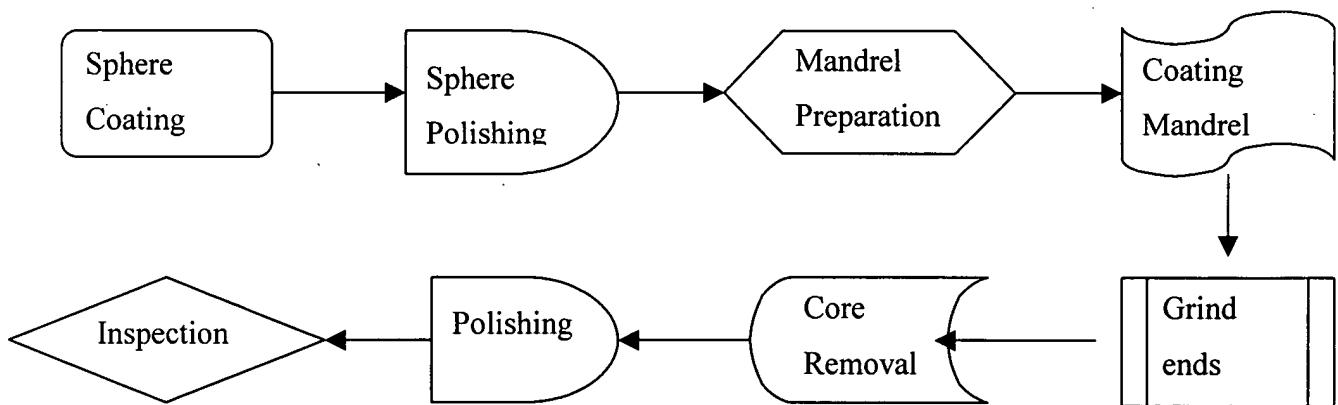 Sphere
Coating
Sphere
Polishing
Mandrel
Preparation
Coating
Mandrel
Grind
ends
Core
Removal
Polishing
Inspection